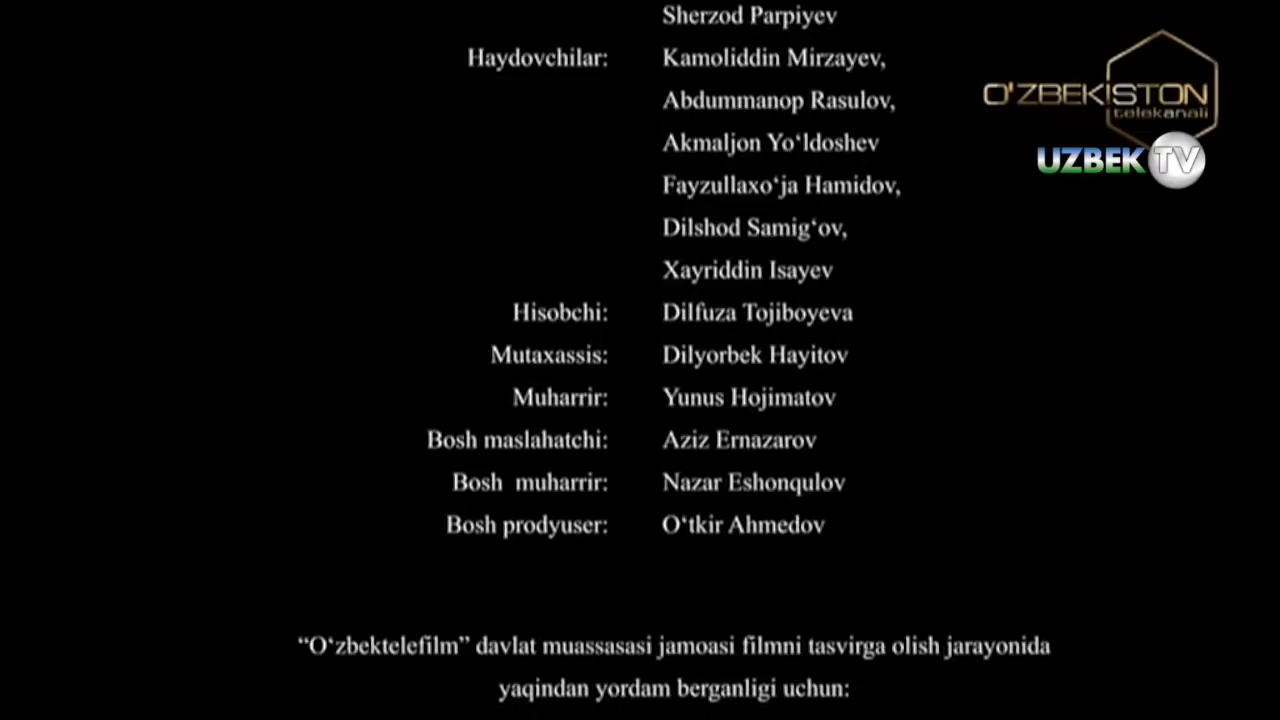 Sherzod Parpiyev
Haydovchilar: Kamoliddin Mirzayev,
Abdummanop Rasulov,
Akmaljon Yo‘ldoshev
Fayzullaxo‘ja Hamidov,
Dilshod Samig‘ov,
Xayriddin Isayev
Hisobchi: Dilfuza Tojiboyeva
Mutaxassis: Dilyorbek Hayitov
Muharrir: Yunus Hojimatov
Bosh maslahatchi: Aziz Ernazarov
Bosh muharrir: Nazar Eshonqulov
Bosh prodyuser: O‘tkir Ahmedov
“O‘zbektelefilm” davlat muassasasi jamoasi filmni tasvirga olish jarayonida
yaqindan yordam berganligi uchun:
O'ZBEKISTON
telekanali
UZBEK TV